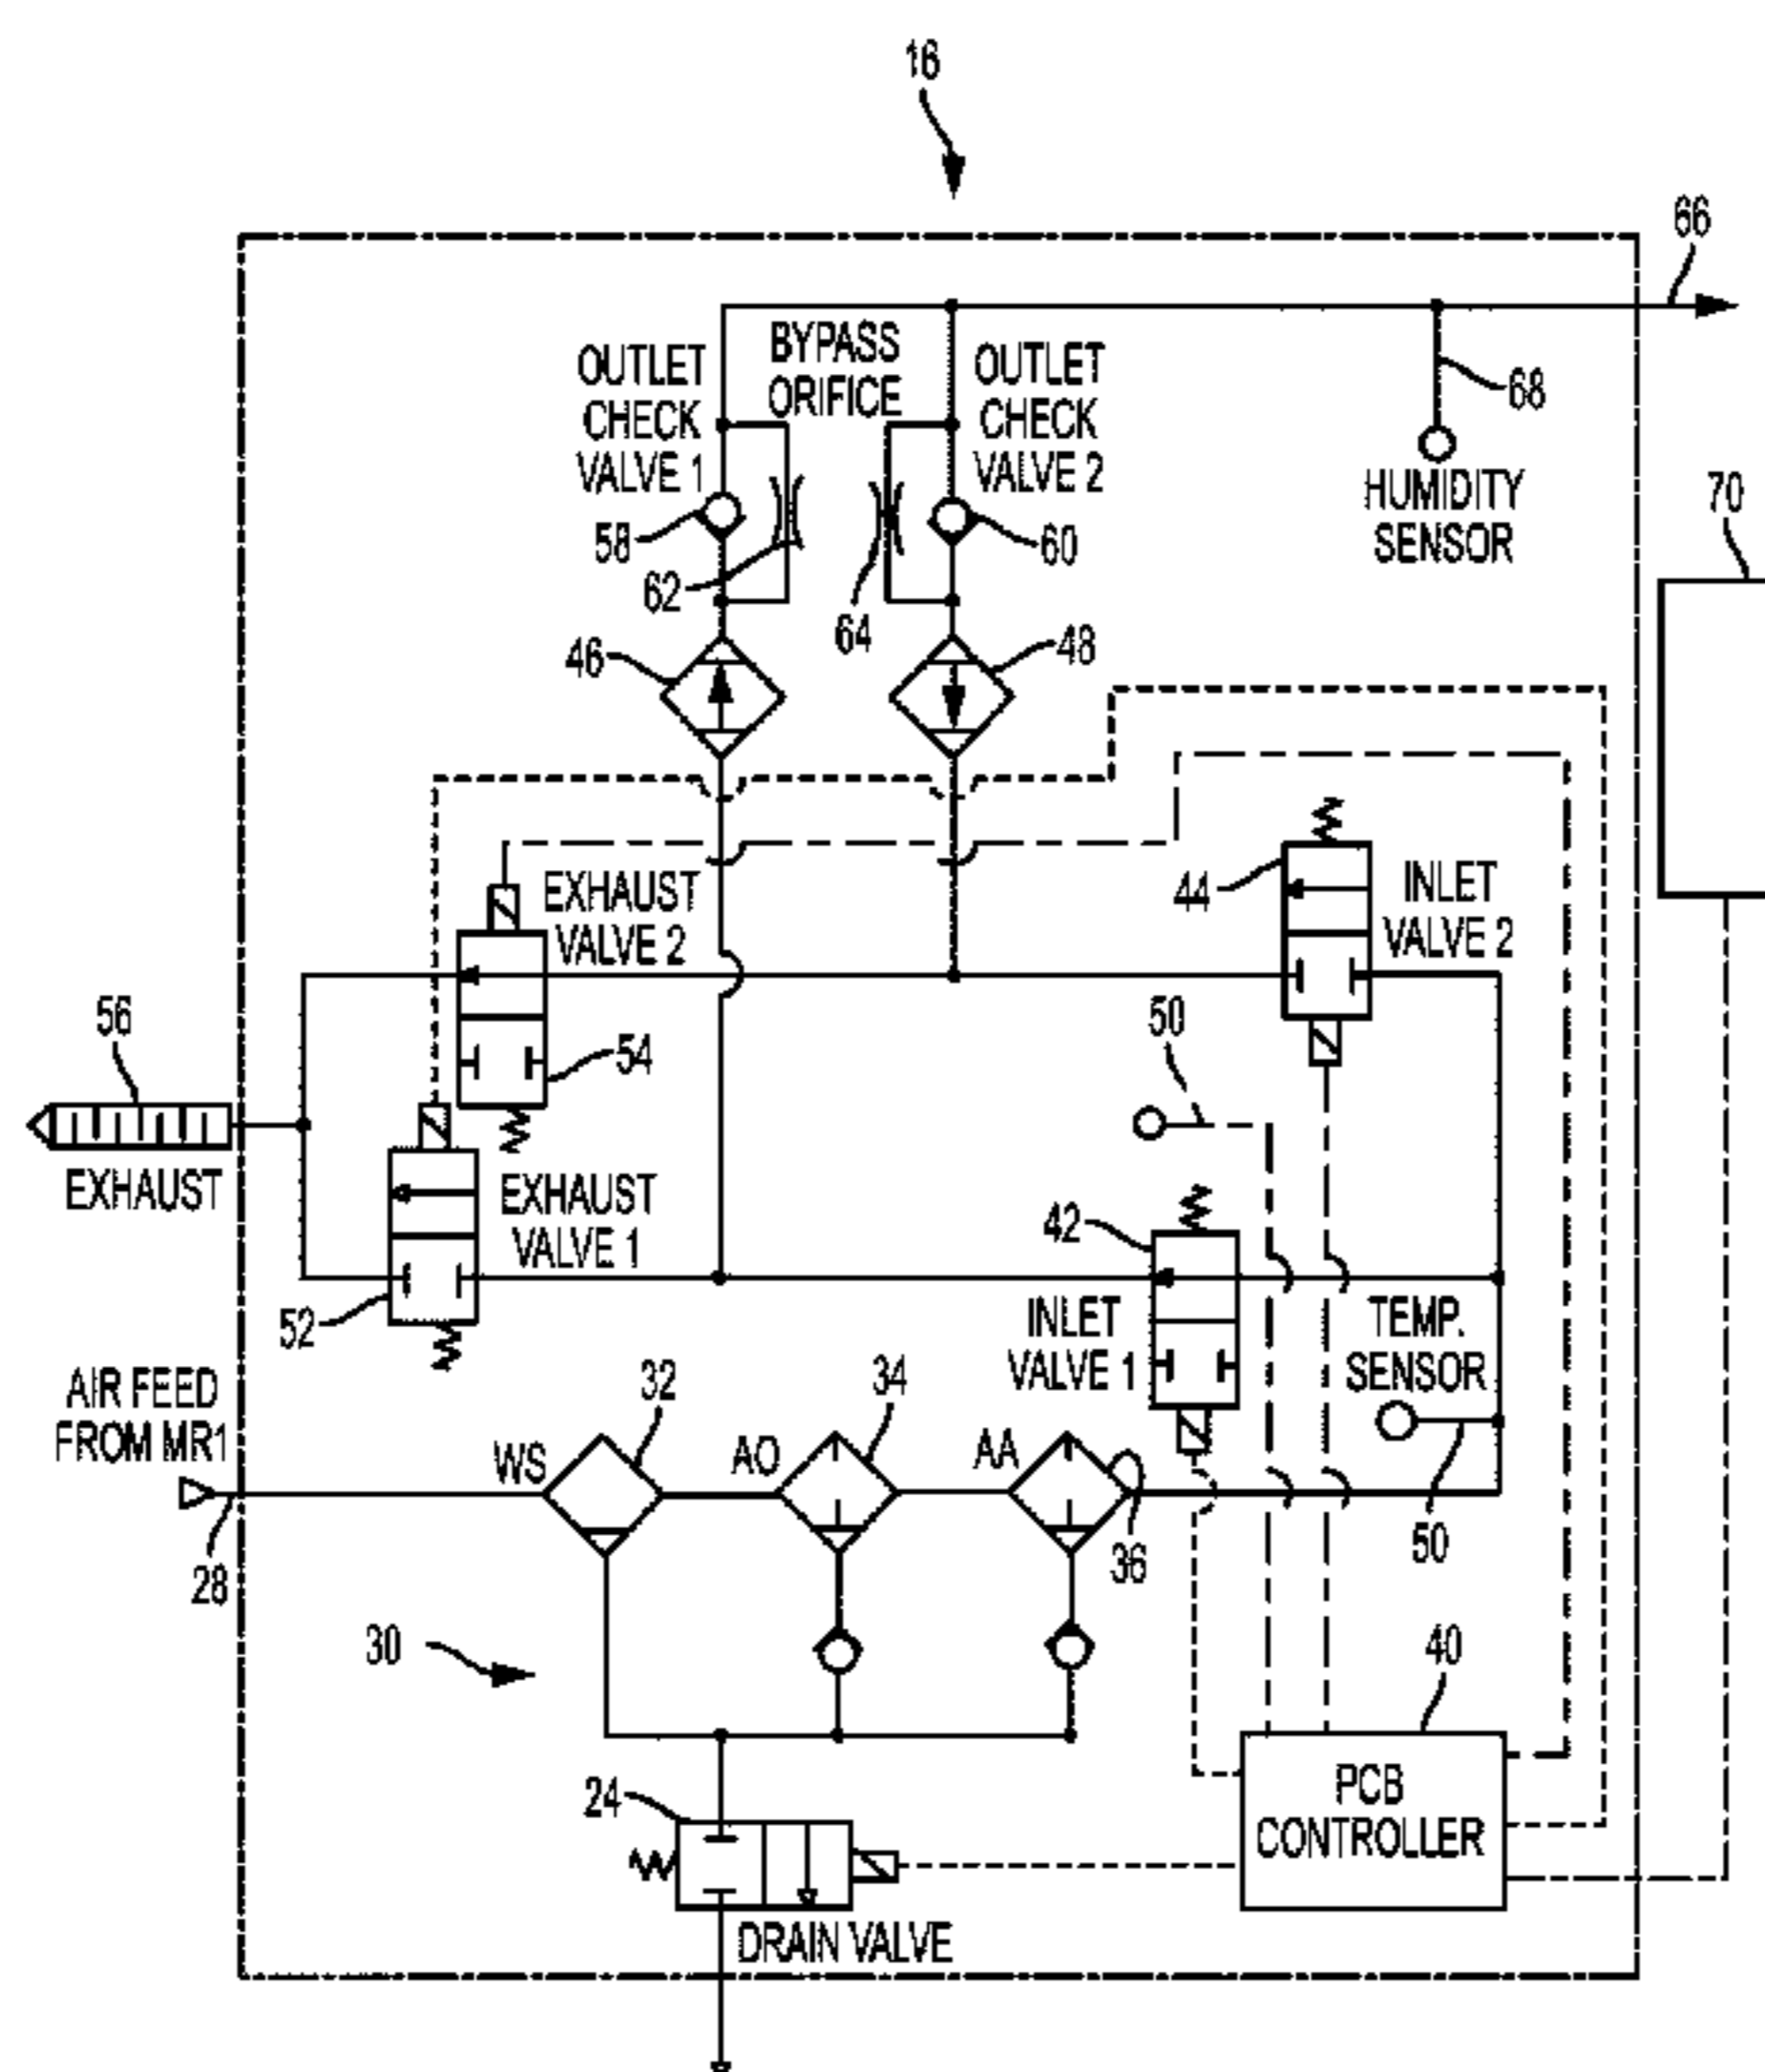 16
66
BYPASS
ORIFICE
OUTLET
CHECK
VALVE 1
OUTLET
CHECK
VALVE 2
68
HUMIDITY
SENSOR
70
58
62
60
64
46
48
44
INLET
VALVE 2
EXHAUST
VALVE 2
56
50
54
EXHAUST
EXHAUST
VALVE 1
42
52
INLET
VALVE 1
TEMP.
SENSOR
AIR FEED
FROM MR1
32
34
WS
AO
AA
28
36
50
30
40
24
PCB
CONTROLLER
DRAIN VALVE